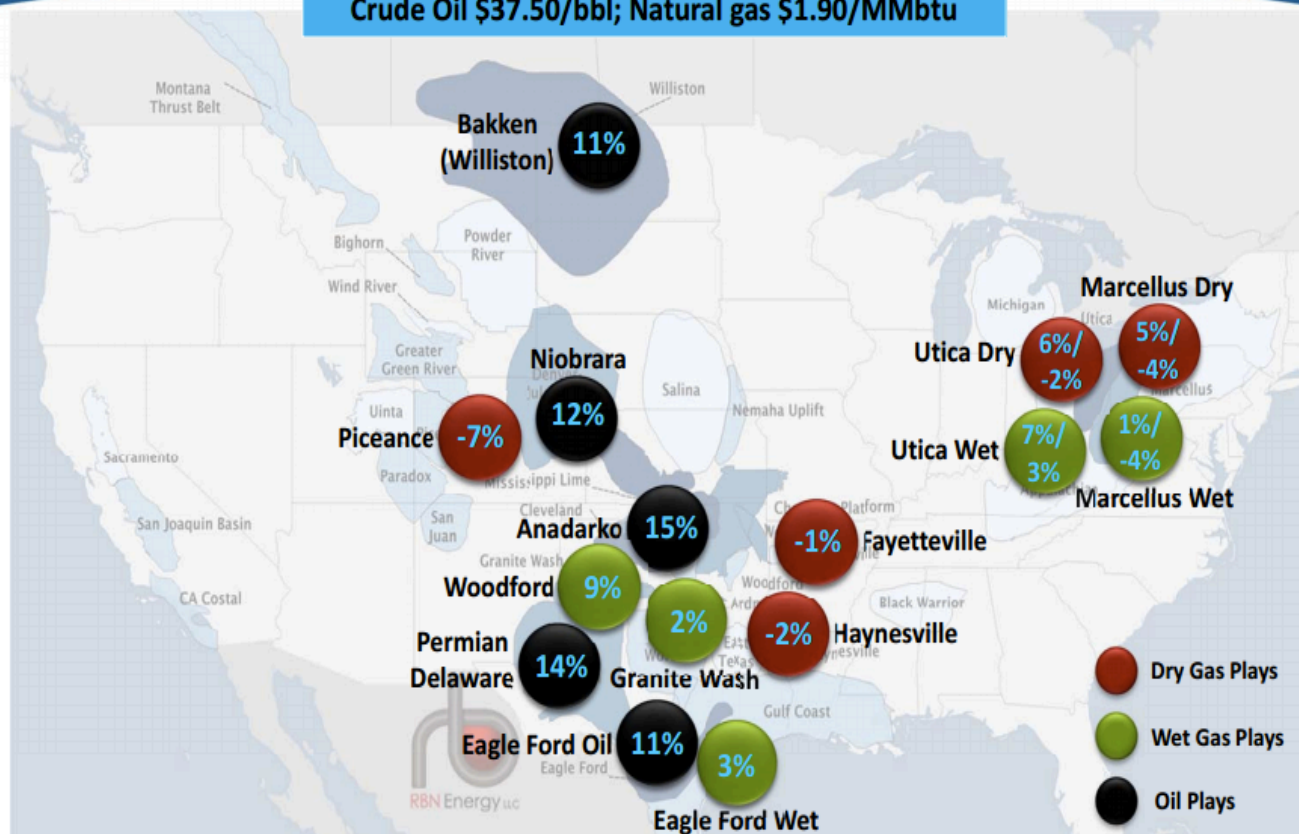 Crude Oil $37.50/bbl; Natural gas $1.90/MMbtu
Montana
Thrust Belt
Williston
Bakken
(Williston)
11%
Bighorn
Powder
River
Wind River
Greater
Green River
Niobrara
12%
Salina
Nemaha Uplift
Uinta
Piceance
-7%
Paradox
Sacramento
San Joaquin Basin
San
Juan
CA Costal
Michigan
Marcellus Dry
Utica
5%/
-4%
Utica Dry
6%/
-2%
Marcellus
Utica Wet
7%/
3%
1%/
-4%
Marcellus Wet
Mississippi Lime
Cleveland
Anadarko
15%
Platform
-1%
Fayetteville
Granite Wash
Woodford
9%
Woodford
2%
Granite Wash
Black Warrior
-2%
Haynesville
Texas
Permian
Delaware
14%
Gulf Coast
Eagle Ford Oil
11%
Eagle Ford
3%
Eagle Ford Wet
RBN Energy LLC
Dry Gas Plays
Wet Gas Plays
Oil Plays